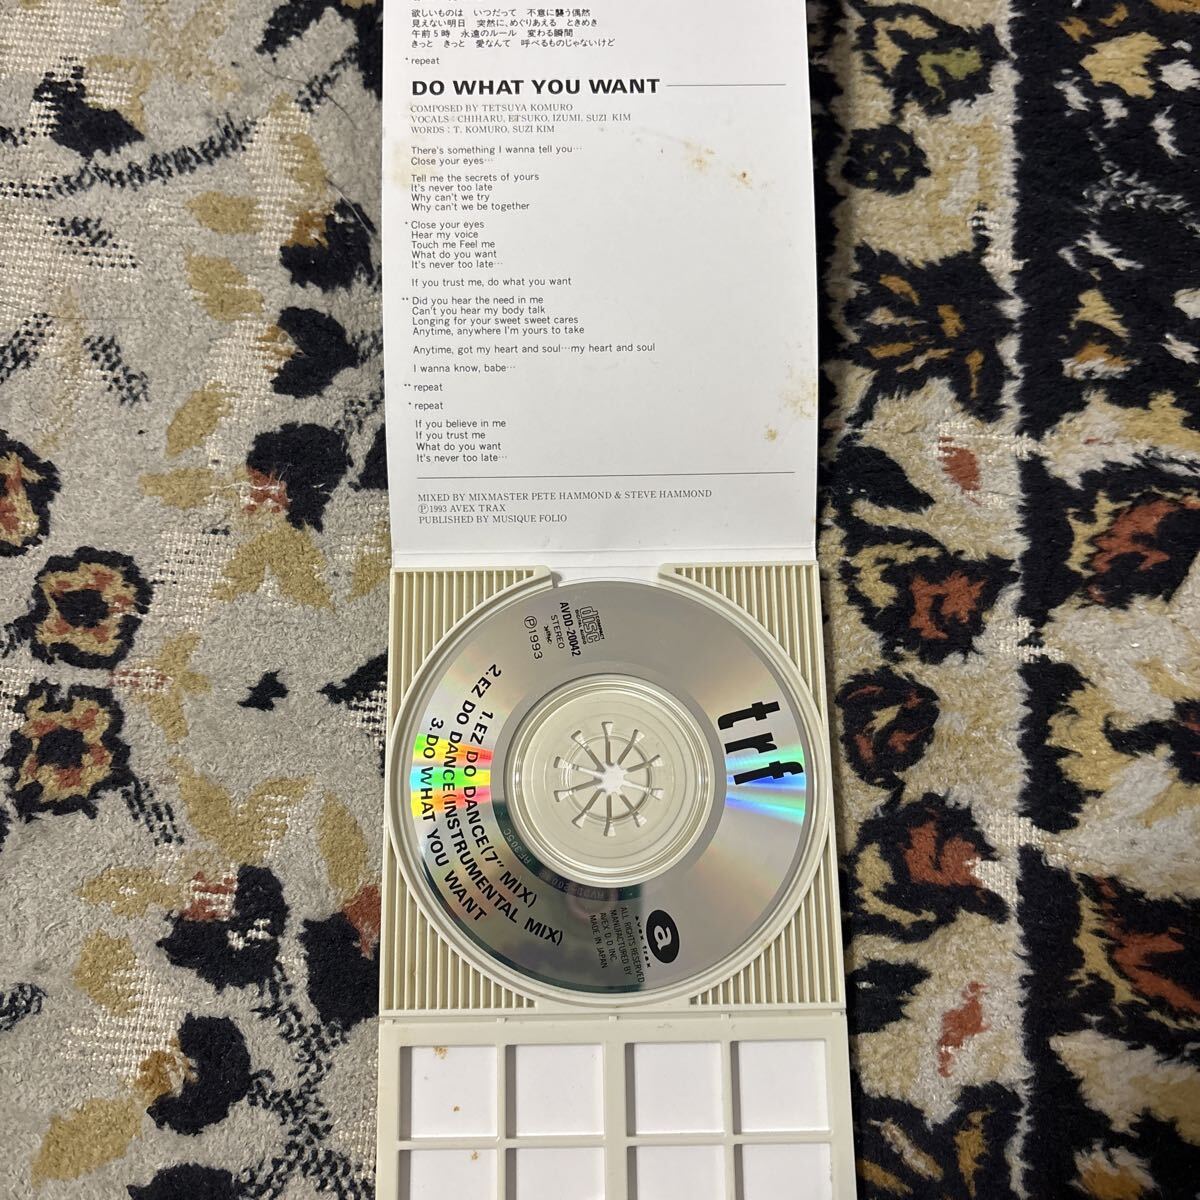 欲しいものは　いつだって　不意に襲う偶然
見えない明日　突然に、めぐりあえる　ときめき
午前5時　永遠のルール　変わる瞬間
きっと　きっと　愛なんて　呼べるものじゃないけど
* repeat
DO WHAT YOU WANT
COMPOSED BY TETSUYA KOMURO
VOCALS : CHIHARU, ETSUKO, IZUMI, SUZI KIM
WORDS : T. KOMURO, SUZI KIM
There's something I wanna tell you…
Close your eyes…
Tell me the secrets of yours
It's never too late
Why can't we try
Why can't we be together
* Close your eyes
Hear my voice
Touch me Feel me
What do you want
It's never too late…
If you trust me, do what you want
** Did you hear the need in me
Can't you hear my body talk
Longing for your sweet sweet cares
Anytime, anywhere I'm yours to take
Anytime, got my heart and soul…my heart and soul
I wanna know, babe…
** repeat
* repeat
If you believe in me
If you trust me
What do you want
It's never too late…
MIXED BY MIXMASTER PETE HAMMOND & STEVE HAMMOND
Ⓟ1993 AVEX TRAX
PUBLISHED BY MUSIQUE FOLIO
COMPACT
disc
DIGITAL AUDIO
AVDD-20042
STEREO
Ⓟ1993
trf
1.EZ DO DANCE(7" MIX)
2.EZ DO DANCE(INSTRUMENTAL MIX)
3.DO WHAT YOU WANT
a
avex trax
ALL RIGHTS RESERVED
MANUFACTURED BY
AVEX D.D INC.
MADE IN JAPAN